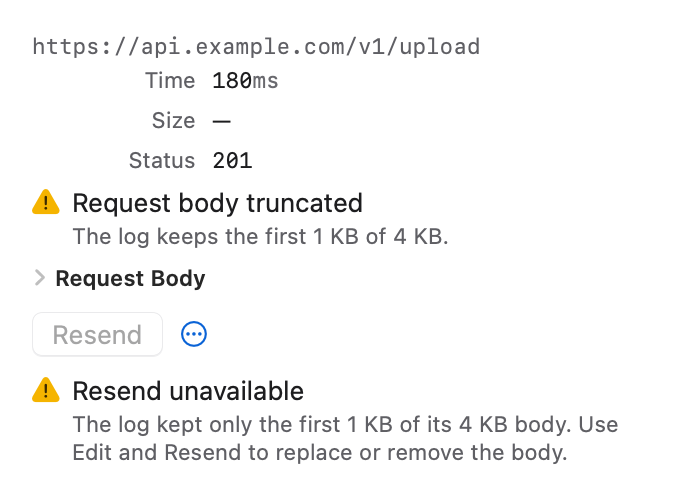 https://api.example.com/v1/upload
Time 180ms
Size —
Status 201
Request body truncated
The log keeps the first 1 KB of 4 KB.
Request Body
Resend
Resend unavailable
The log kept only the first 1 KB of its 4 KB body. Use
Edit and Resend to replace or remove the body.